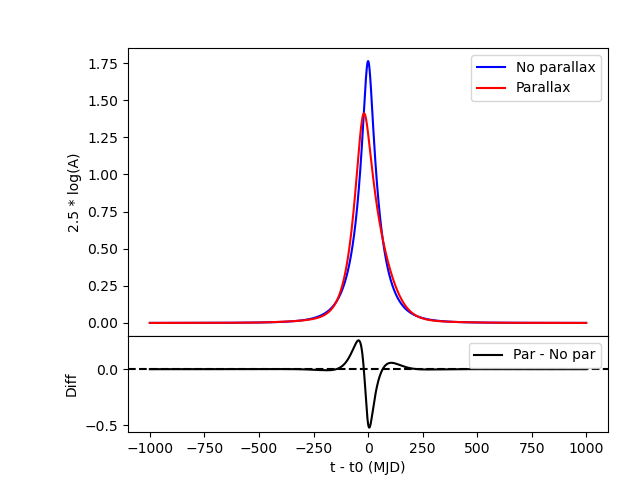 1.75
1.50
1.25
1.00
0.75
0.50
0.25
0.00
2.5 * log(A)
No parallax
Parallax
0.0
−0.5
Diff
Par - No par
−1000 −750 −500 −250 0 250 500 750 1000
t - t0 (MJD)